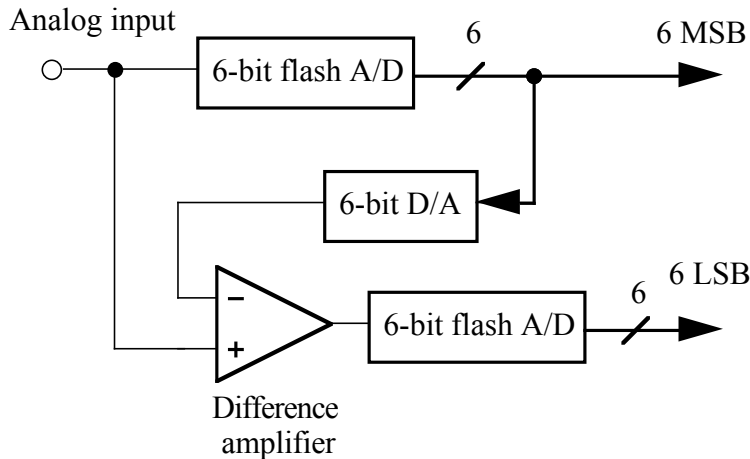 Analog input
6
6 MSB
6-bit flash A/D
6-bit D/A
6 LSB
6
6-bit flash A/D
−
+
Difference
amplifier